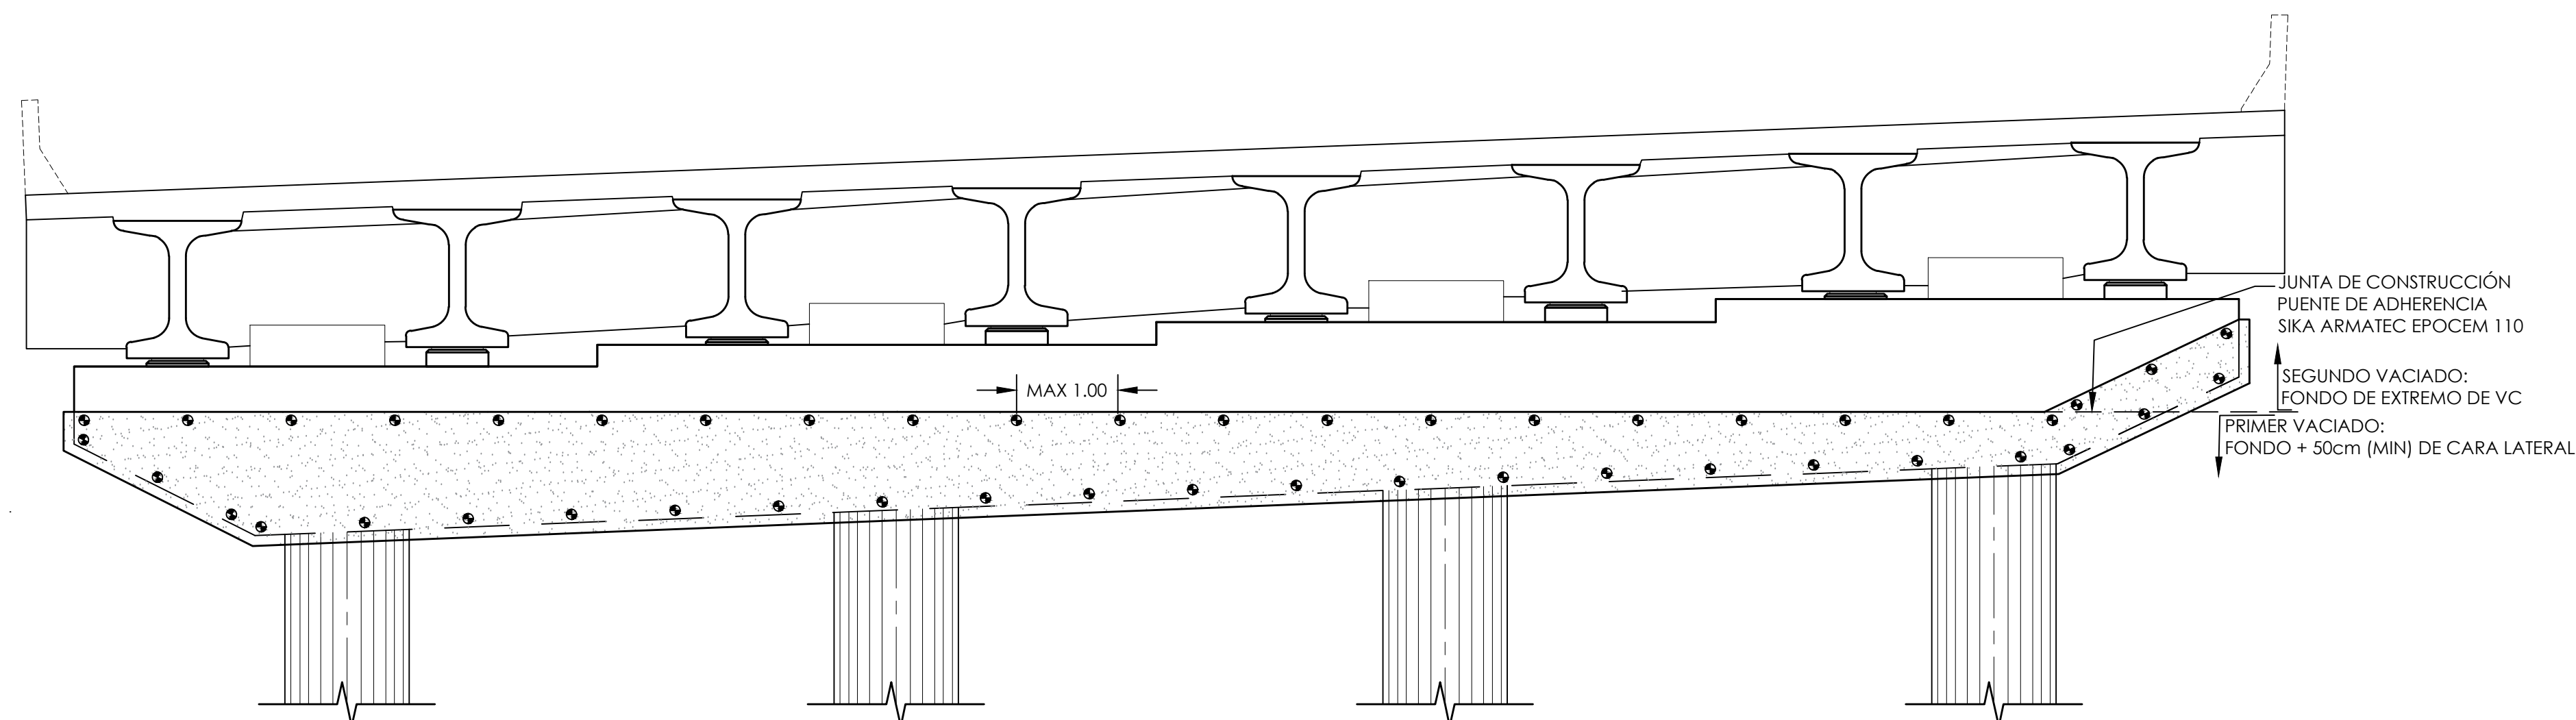 JUNTA DE CONSTRUCCIÓN
PUENTE DE ADHERENCIA
SIKA ARMATEC EPOCEM 110
MAX 1.00
SEGUNDO VACIADO:
FONDO DE EXTREMO DE VC
PRIMER VACIADO:
FONDO + 50cm (MIN) DE CARA LATERAL